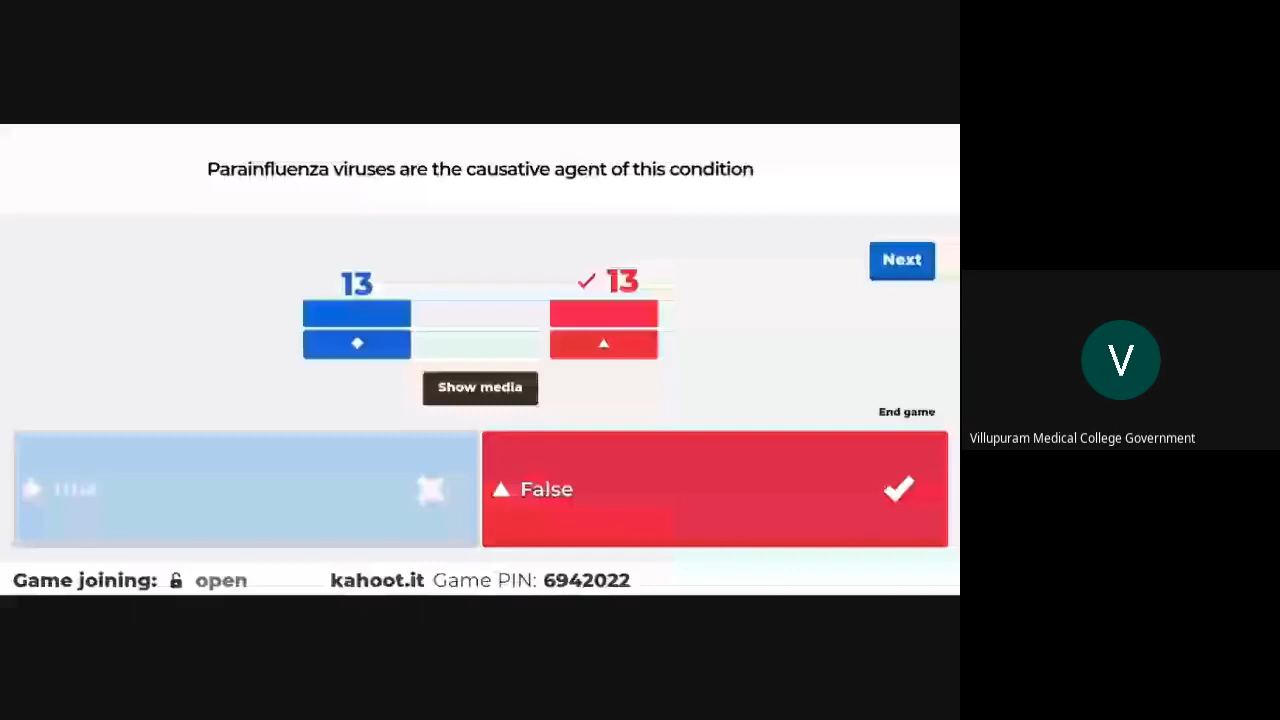 Parainfluenza viruses are the causative agent of this condition
Next
13
13
Show media
End game
False
Game joining: open kahoot.it Game PIN: 6942022
V
Villupuram Medical College Government